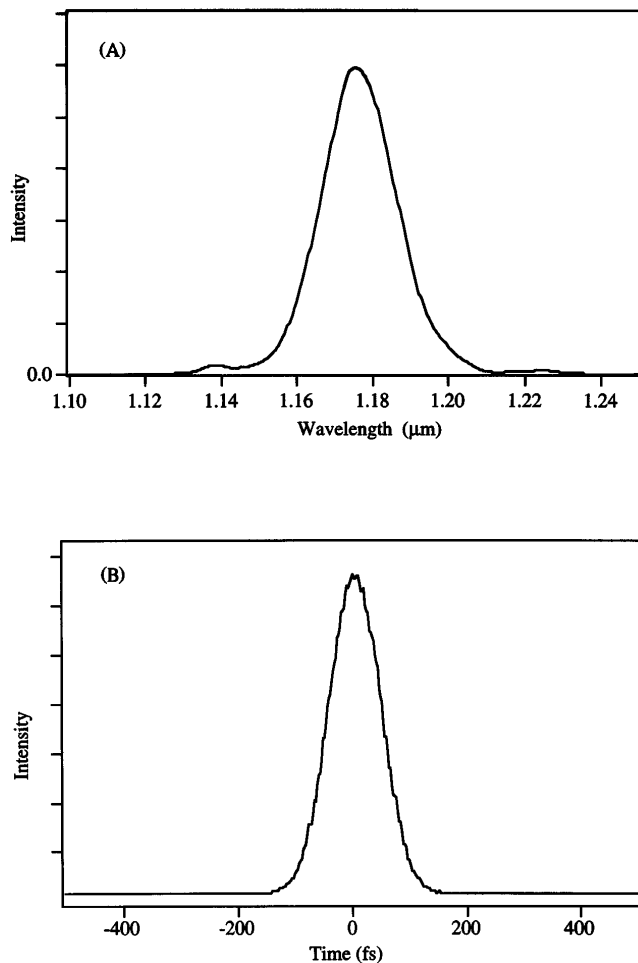 (A)
Intensity
0.0
1.10 1.12 1.14 1.16 1.18 1.20 1.22 1.24
Wavelength (μm)
(B)
Intensity
-400 -200 0 200 400
Time (fs)